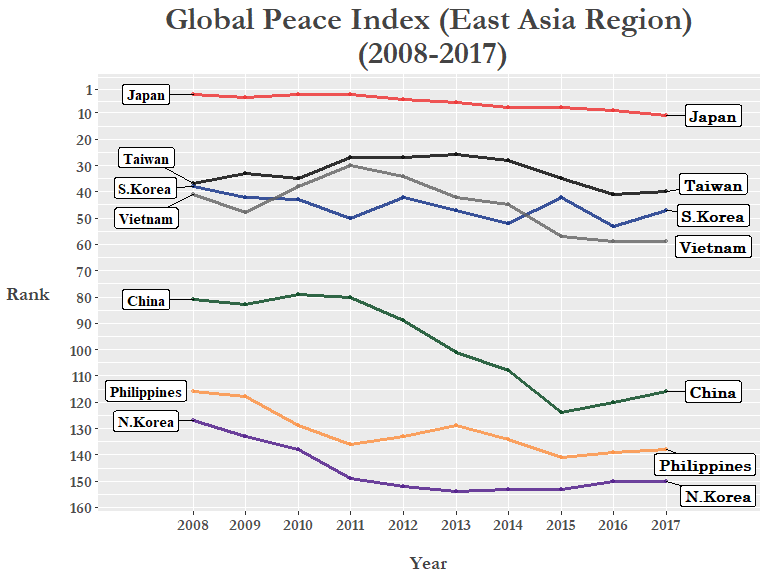 Global Peace Index (East Asia Region)
(2008-2017)
Rank
1
10
20
30
40
50
60
70
80
90
100
110
120
130
140
150
160
Japan
Taiwan
S.Korea
Vietnam
China
Philippines
N.Korea
Japan
Taiwan
S.Korea
Vietnam
China
Philippines
N.Korea
2008 2009 2010 2011 2012 2013 2014 2015 2016 2017
Year